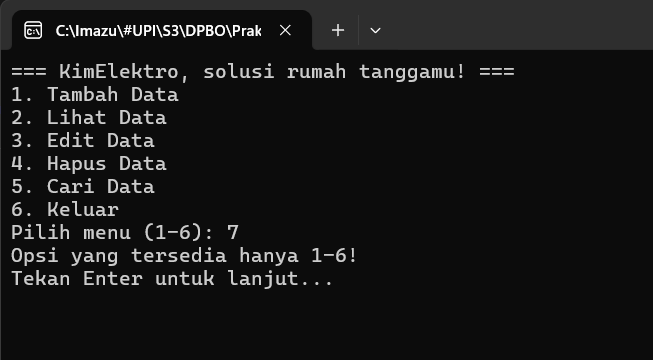 C:\Imazu\#UPI\S3\DPBO\Prak
=== KimElektro, solusi rumah tanggamu! ===
1. Tambah Data
2. Lihat Data
3. Edit Data
4. Hapus Data
5. Cari Data
6. Keluar
Pilih menu (1-6): 7
Opsi yang tersedia hanya 1-6!
Tekan Enter untuk lanjut...